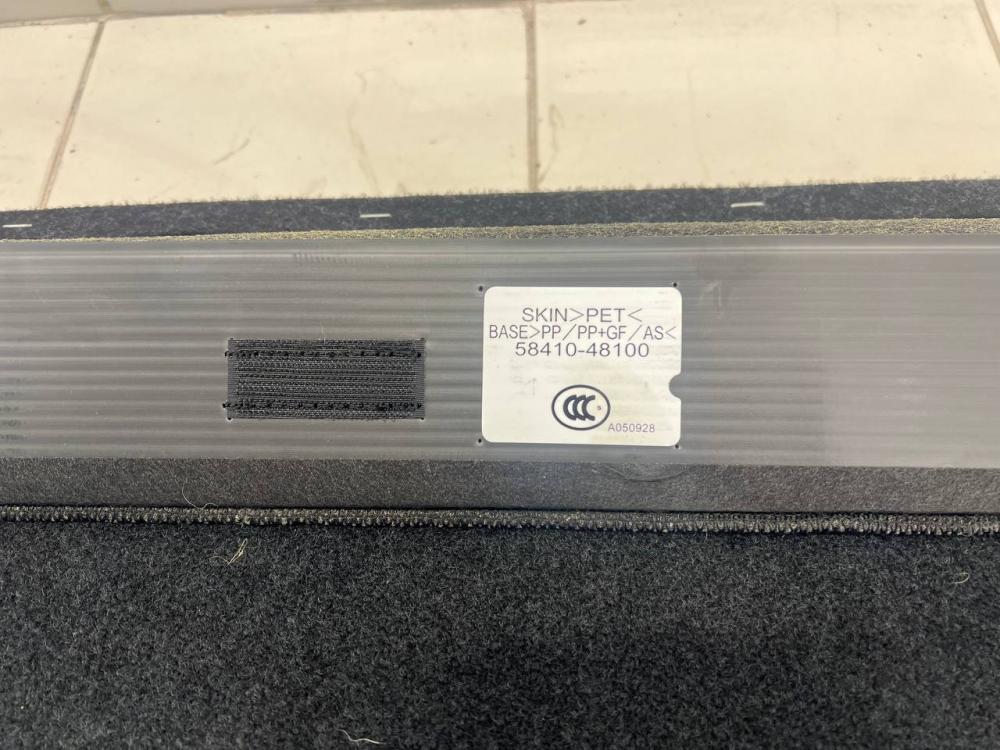 SKIN>PET<
BASE>PP/PP+GF/AS<
58410-48100
CCC S
A050928